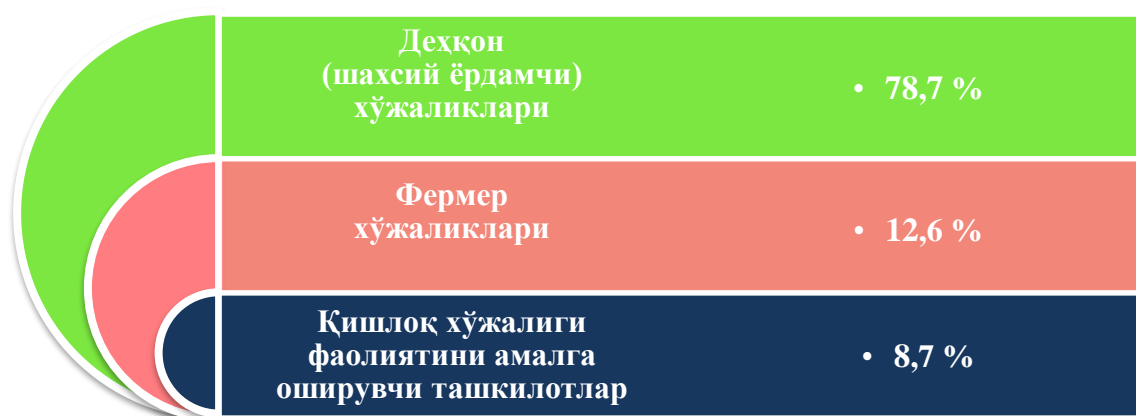 Деҳқон
(шахсий ёрдамчи)
хўжаликлари
• 78,7 %
Фермер
хўжаликлари
• 12,6 %
Қишлоқ хўжалиги
фаолиятини амалга
оширувчи ташкилотлар
• 8,7 %